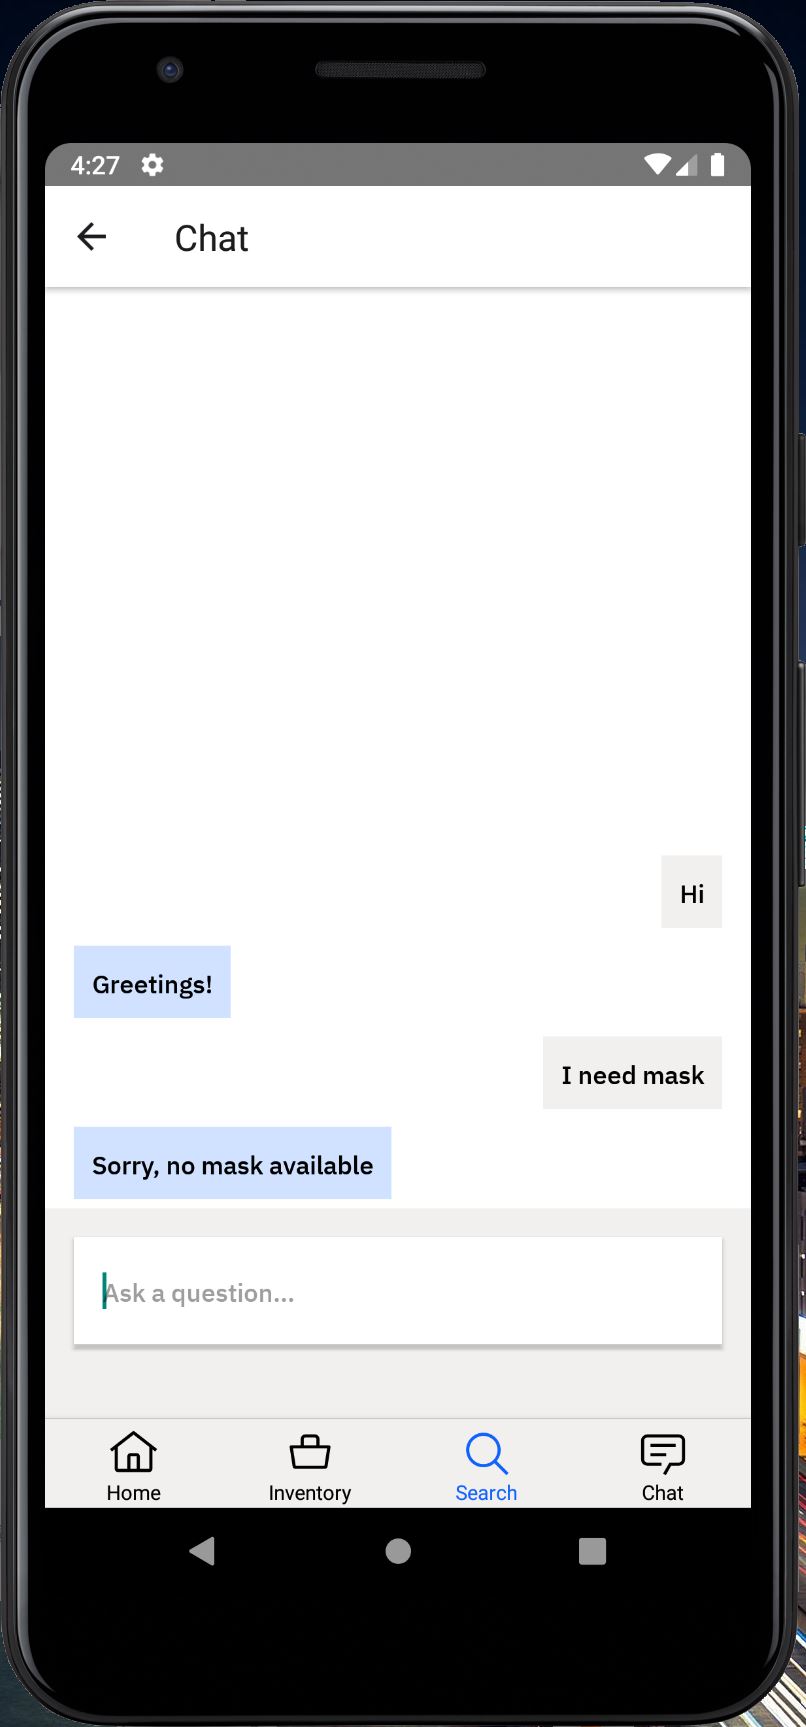 4:27
Chat
Hi
Greetings!
I need mask
Sorry, no mask available
Ask a question...
Home
Inventory
Search
Chat